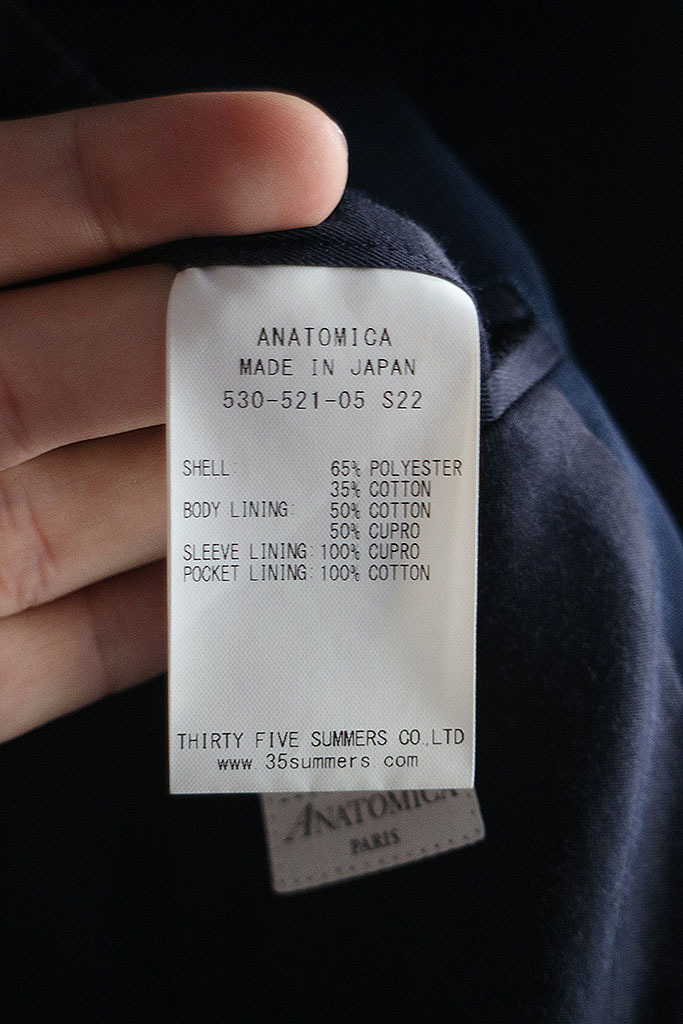 ANATOMICA
MADE IN JAPAN
530-521-05 S22
SHELL: 65% POLYESTER
35% COTTON
BODY LINING: 50% COTTON
50% CUPRO
SLEEVE LINING: 100% CUPRO
POCKET LINING: 100% COTTON
THIRTY FIVE SUMMERS CO.,LTD
www.35summers.com
ANATOMICA
PARIS